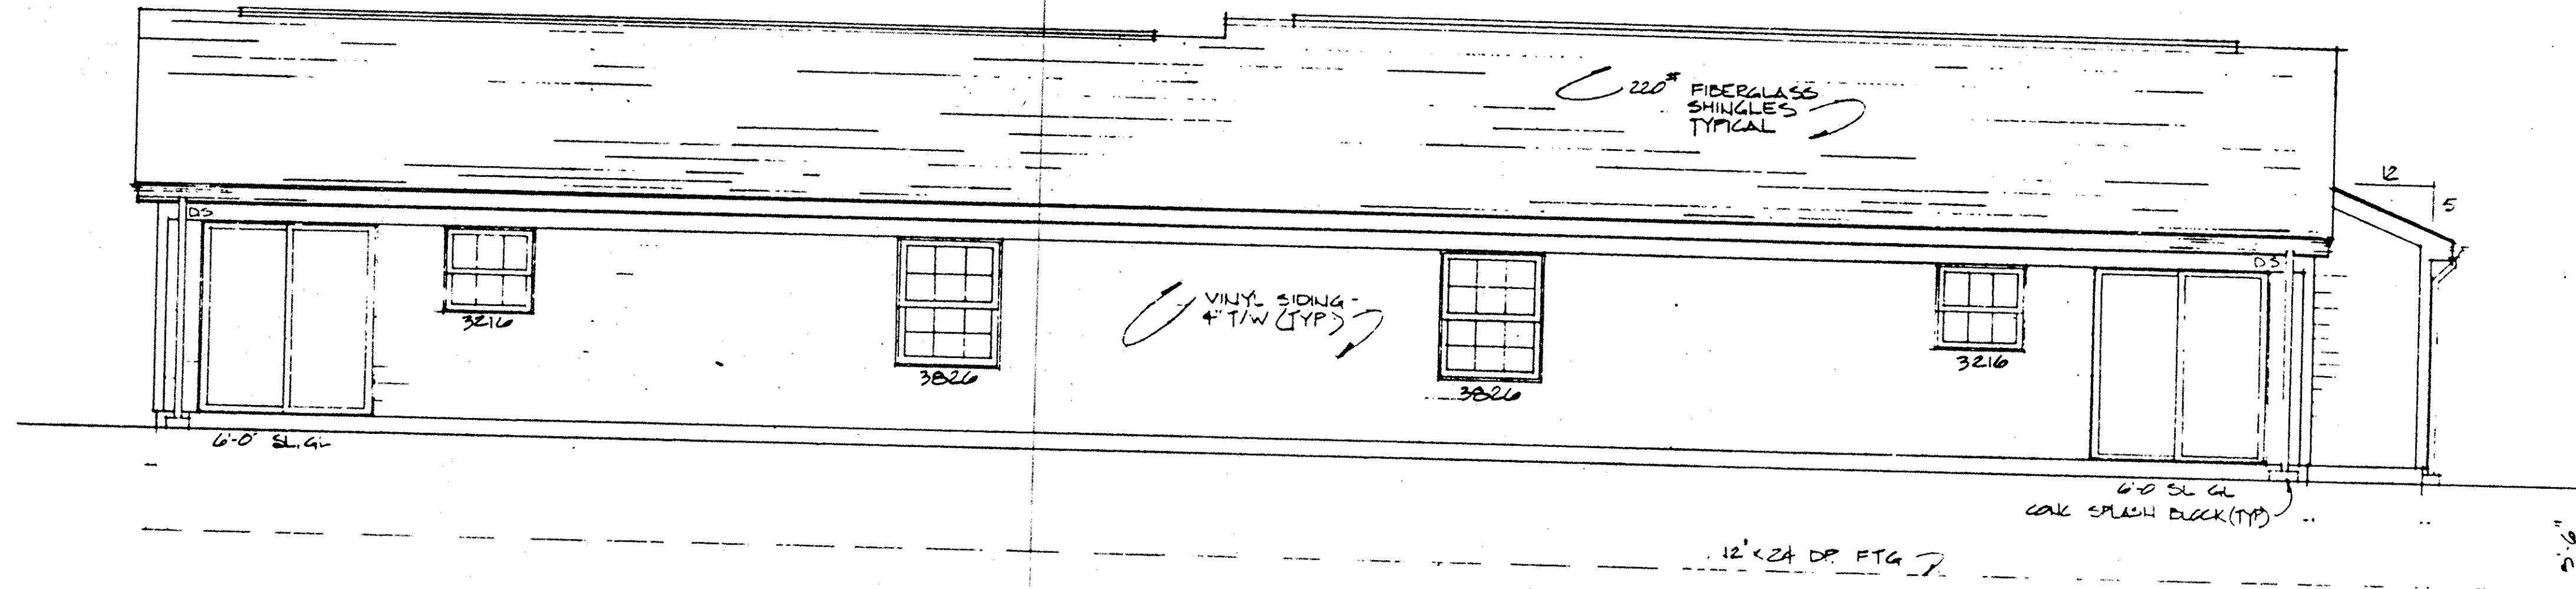 220# FIBERGLASS
SHINGLES
TYPICAL
12
5
DS
DS
VINYL SIDING -
4" T/W (TYP)
3216
3826
3826
3216
6'-0" SL. GL
6'-0 SL GL
CONC SPLASH BLOCK (TYP)
12" x 24 DP. FTG